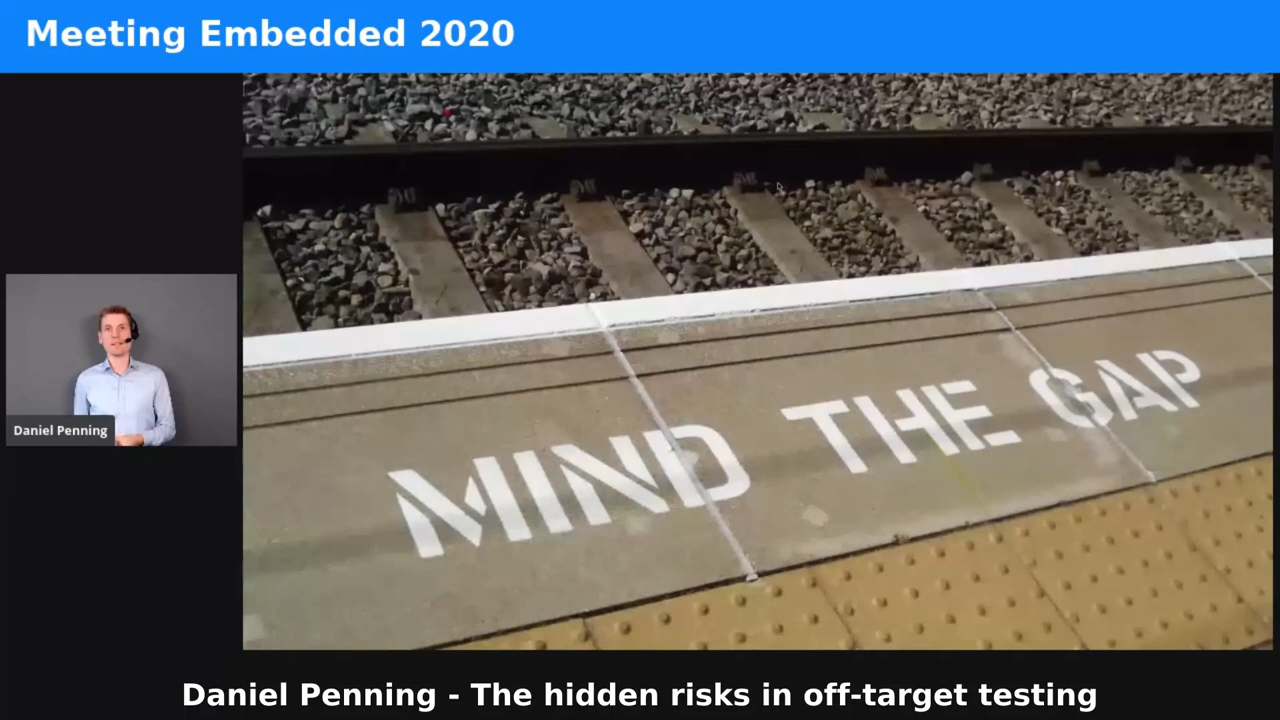 Meeting Embedded 2020
MIND THE GAP
Daniel Penning
Daniel Penning - The hidden risks in off-target testing